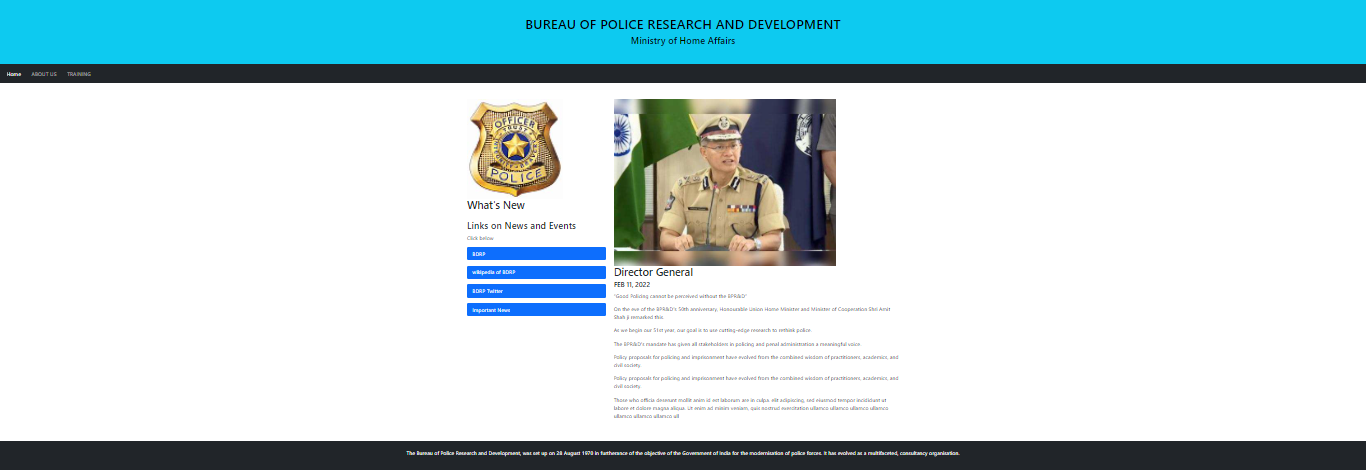 BUREAU OF POLICE RESEARCH AND DEVELOPMENT
Ministry of Home Affairs
Home ABOUT US TRAINING
OFFICER
TRUST
POLICE
What's New
Links on News and Events
Click below
BDRP
wikipedia of BDRP
BDRP Twitter
Important News
Director General
FEB 11, 2022
"Good Policing cannot be perceived without the BPR&D"
On the eve of the BPR&D's 50th anniversary, Honourable Union Home Minister and Minister of Cooperation Shri Amit
Shah Ji remarked this.
As we begin our 51st year, our goal is to use cutting-edge research to rethink police.
The BPR&D's mandate has given all stakeholders in policing and penal administration a meaningful voice.
Policy proposals for policing and imprisonment have evolved from the combined wisdom of practitioners, academics, and
civil society.
Policy proposals for policing and imprisonment have evolved from the combined wisdom of practitioners, academics, and
civil society.
Those who officia deserunt mollit anim id est laborum are in culpa. elit adipiscing, sed eiusmod tempor incididunt ut
labore et dolore magna aliqua. Ut enim ad minim veniam, quis nostrud exercitation ullamco ullamco ullamco ullamco
ullamco ullamco ullamco ull
The Bureau of Police Research and Development, was set up on 28 August 1970 in furtherance of the objective of the Government of India for the modernisation of police forces. It has evolved as a multifaceted, consultancy organisation.